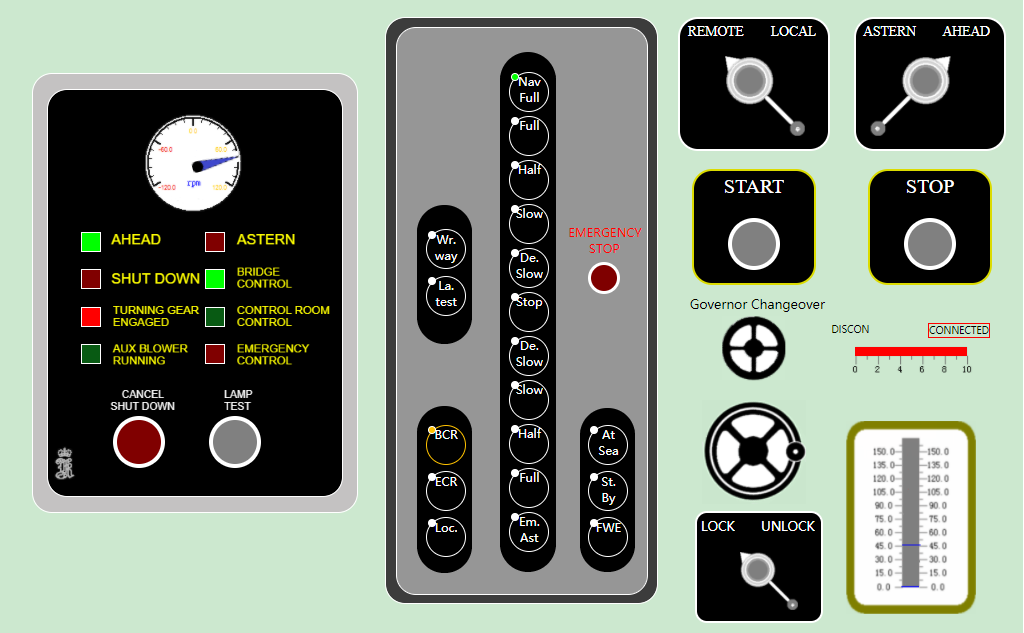 0.0
-60.0
60.0
-120.0
120.0
rpm
AHEAD
ASTERN
SHUT DOWN
BRIDGE
CONTROL
TURNING GEAR
ENGAGED
CONTROL ROOM
CONTROL
AUX BLOWER
RUNNING
EMERGENCY
CONTROL
CANCEL
SHUT DOWN
LAMP
TEST
Wr.
way
La.
test
BCR
ECR
Loc.
Nav
Full
Full
Half
Slow
De.
Slow
Stop
De.
Slow
Slow
Half
Full
Em.
Ast
EMERGENCY
STOP
At
Sea
St.
By
FWE
REMOTE LOCAL
ASTERN AHEAD
START
STOP
Governor Changeover
DISCON CONNECTED
0 2 4 6 8 10
LOCK UNLOCK
150.0 150.0
135.0 135.0
120.0 120.0
105.0 105.0
90.0 90.0
75.0 75.0
60.0 60.0
45.0 45.0
30.0 30.0
15.0 15.0
0.0 0.0